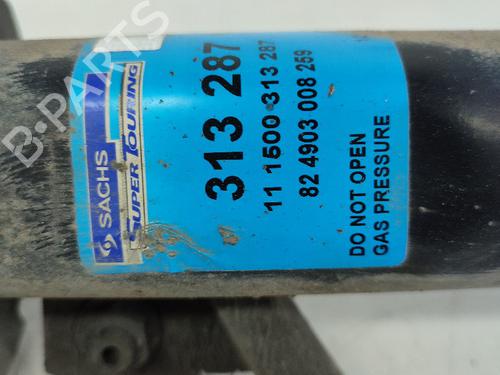 SACHS
SUPER TOURING
313 287
11 1500 313 287
82 4903 008 259
DO NOT OPEN
GAS PRESSURE
B-PARTS